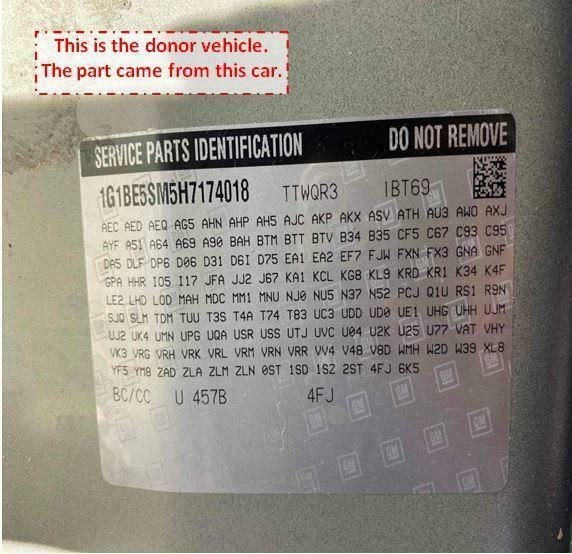 This is the donor vehicle.
The part came from this car.
SERVICE PARTS IDENTIFICATION DO NOT REMOVE
1G1BE5SM5H7174018 TTWQR3 1BT69
AEC AED AEQ AG5 AHN AHP AH5 AJC AKP AKX ASV ATH AU3 AWO AXJ
AYF A51 A64 A69 A90 BAH BTM BTT BTV B34 B35 CF5 C67 C93 C95
DA5 DLF DP6 D06 D31 D6I D75 EA1 EA2 EF7 FJW FXN FX3 GNA GNF
GPA HHR IO5 I17 JFA JJ2 J67 KA1 KCL KG8 KL9 KRD KR1 K34 K4F
LE2 LHD LOD MAH MDC MM1 MNU NJ0 NU5 N37 N52 PCJ Q1U RS1 R9N
SJQ SLM TDM TUU T3S T4A T74 T83 UC3 UDD UD0 UE1 UHG UHH UJM
UJ2 UK4 UMN UPG UQA USR USS UTJ UVC U04 U2K U25 U77 VAT VHY
VK3 VRG VRH VRK VRL VRM VRN VRR VV4 V48 V8D WMH W2D W39 XL8
YF5 YM8 ZAD ZLA ZLM ZLN 0ST 1SD 1SZ 2ST 4FJ 6K5
BC/CC U 457B 4FJ